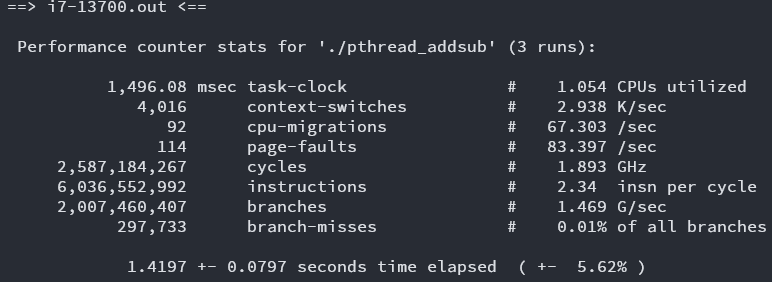 ==> i7-13700.out <==
Performance counter stats for './pthread_addsub' (3 runs):
1,496.08 msec task-clock # 1.054 CPUs utilized
4,016 context-switches # 2.938 K/sec
92 cpu-migrations # 67.303 /sec
114 page-faults # 83.397 /sec
2,587,184,267 cycles # 1.893 GHz
6,036,552,992 instructions # 2.34 insn per cycle
2,007,460,407 branches # 1.469 G/sec
297,733 branch-misses # 0.01% of all branches
1.4197 +- 0.0797 seconds time elapsed ( +- 5.62% )